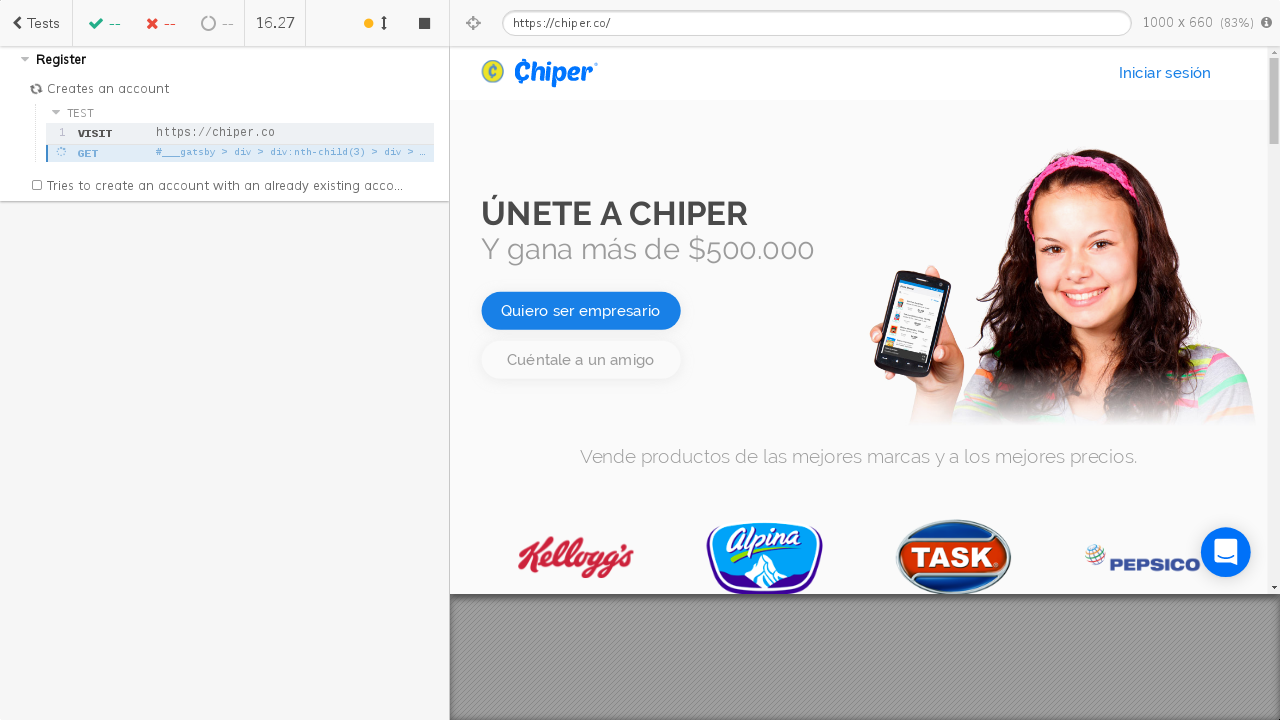 Tests
--
--
--
16.27
https://chiper.co/
1000 x 660 (83%)
Register
Creates an account
TEST
1 VISIT https://chiper.co
GET #___gatsby > div > div:nth-child(3) > div > …
Tries to create an account with an already existing acco...
Chiper
Iniciar sesión
ÚNETE A CHIPER
Y gana más de $500.000
Quiero ser empresario
Cuéntale a un amigo
Vende productos de las mejores marcas y a los mejores precios.
Kellogg's
Alpina
TASK
PEPSICO